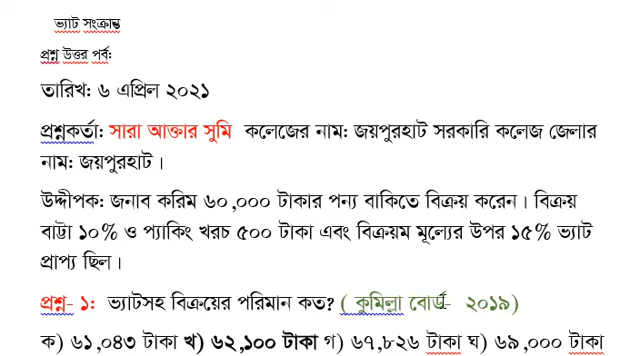 ভ্যাট সংক্রান্ত
প্রশ্ন উত্তর পর্ব:
তারিখ: ৬ এপ্রিল ২০২১
প্রশ্নকর্তা: সারা আক্তার সুমি কলেজের নাম: জয়পুরহাট সরকারি কলেজ জেলার
নাম: জয়পুরহাট।
উদ্দীপক: জনাব করিম ৬০,০০০ টাকার পন্য বাকিতে বিক্রয় করেন। বিক্রয়
বাট্টা ১০% ও প্যাকিং খরচ ৫০০ টাকা এবং বিক্রয়ম মূল্যের উপর ১৫% ভ্যাট
প্রাপ্য ছিল।
প্রশ্ন- ১: ভ্যাটসহ বিক্রয়ের পরিমান কত? ( কুমিল্লা বোর্ড- ২০১৯)
ক) ৬১,০৪৩ টাকা খ) ৬২,১০০ টাকা গ) ৬৭,৮২৬ টাকা ঘ) ৬৯,০০০ টাকা